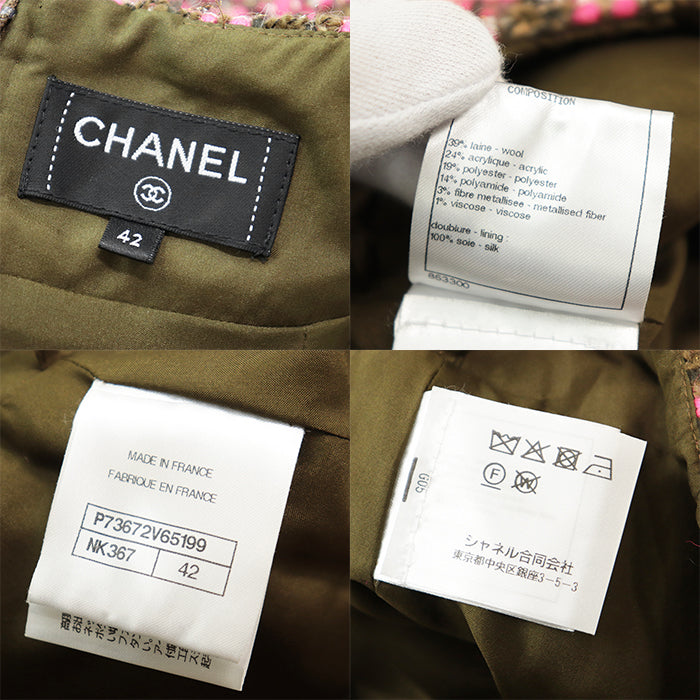 CHANEL
42
COMPOSITION
39% laine - wool
24% acrylique - acrylic
19% polyester - polyester
14% polyamide - polyamide
3% fibre metallisee - metallised fiber
1% viscose - viscose
doublure - lining :
100% soie - silk
863300
MADE IN FRANCE
FABRIQUE EN FRANCE
P73672V65199
NK367 42
G05
F W
シャネル合同会社
東京都中央区銀座3-5-3